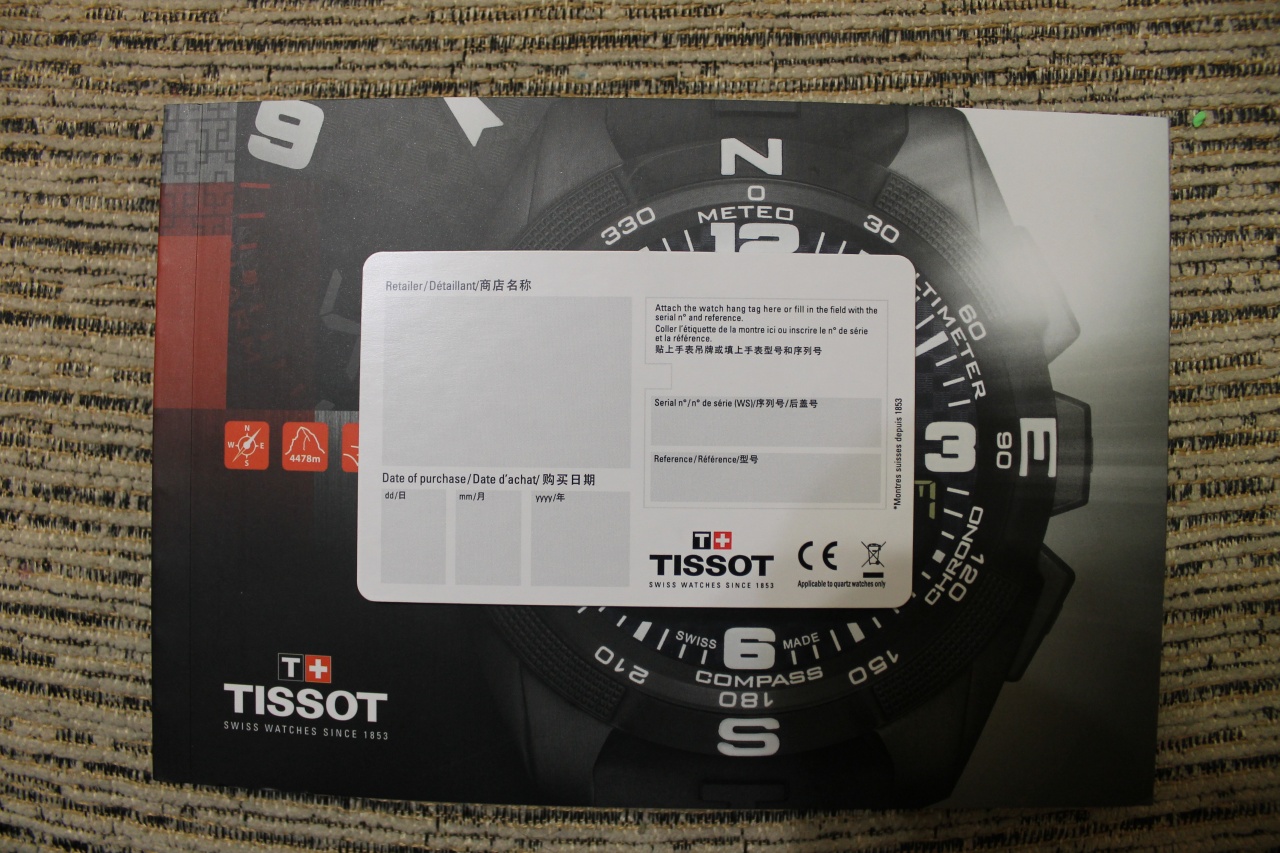 9
N
0
330
METEO
30
12
60
ALTIMETER
3
E
90
N
W
E
S
4478m
CHRONO
120
SWISS
6
MADE
COMPASS
150
180
210
S
T+
TISSOT
SWISS WATCHES SINCE 1853
Retailer/Détaillant/商店名称
Attach the watch hang tag here or fill in the field with the
serial n° and reference.
Coller l'étiquette de la montre ici ou inscrire le n° de série
et la référence.
贴上手表吊牌或填上手表型号和序列号
Serial n°/n° de série (WS)/序列号/后盖号
Reference/Référence/型号
Date of purchase/Date d'achat/购买日期
dd/日
mm/月
yyyy/年
*Montres suisses depuis 1853
T+
TISSOT
SWISS WATCHES SINCE 1853
CE
Applicable to quartz watches only